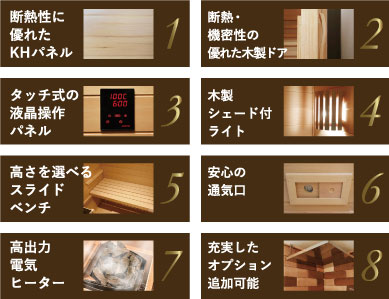 断熱性に
優れた
KHパネル
1
断熱・
機密性の
優れた木製ドア
2
タッチ式の
液晶操作
パネル
100C
6:00
3
木製
シェード付
ライト
4
高さを選べる
スライド
ベンチ
5
安心の
通気口
6
高出力
電気
ヒーター
7
充実した
オプション
追加可能
8